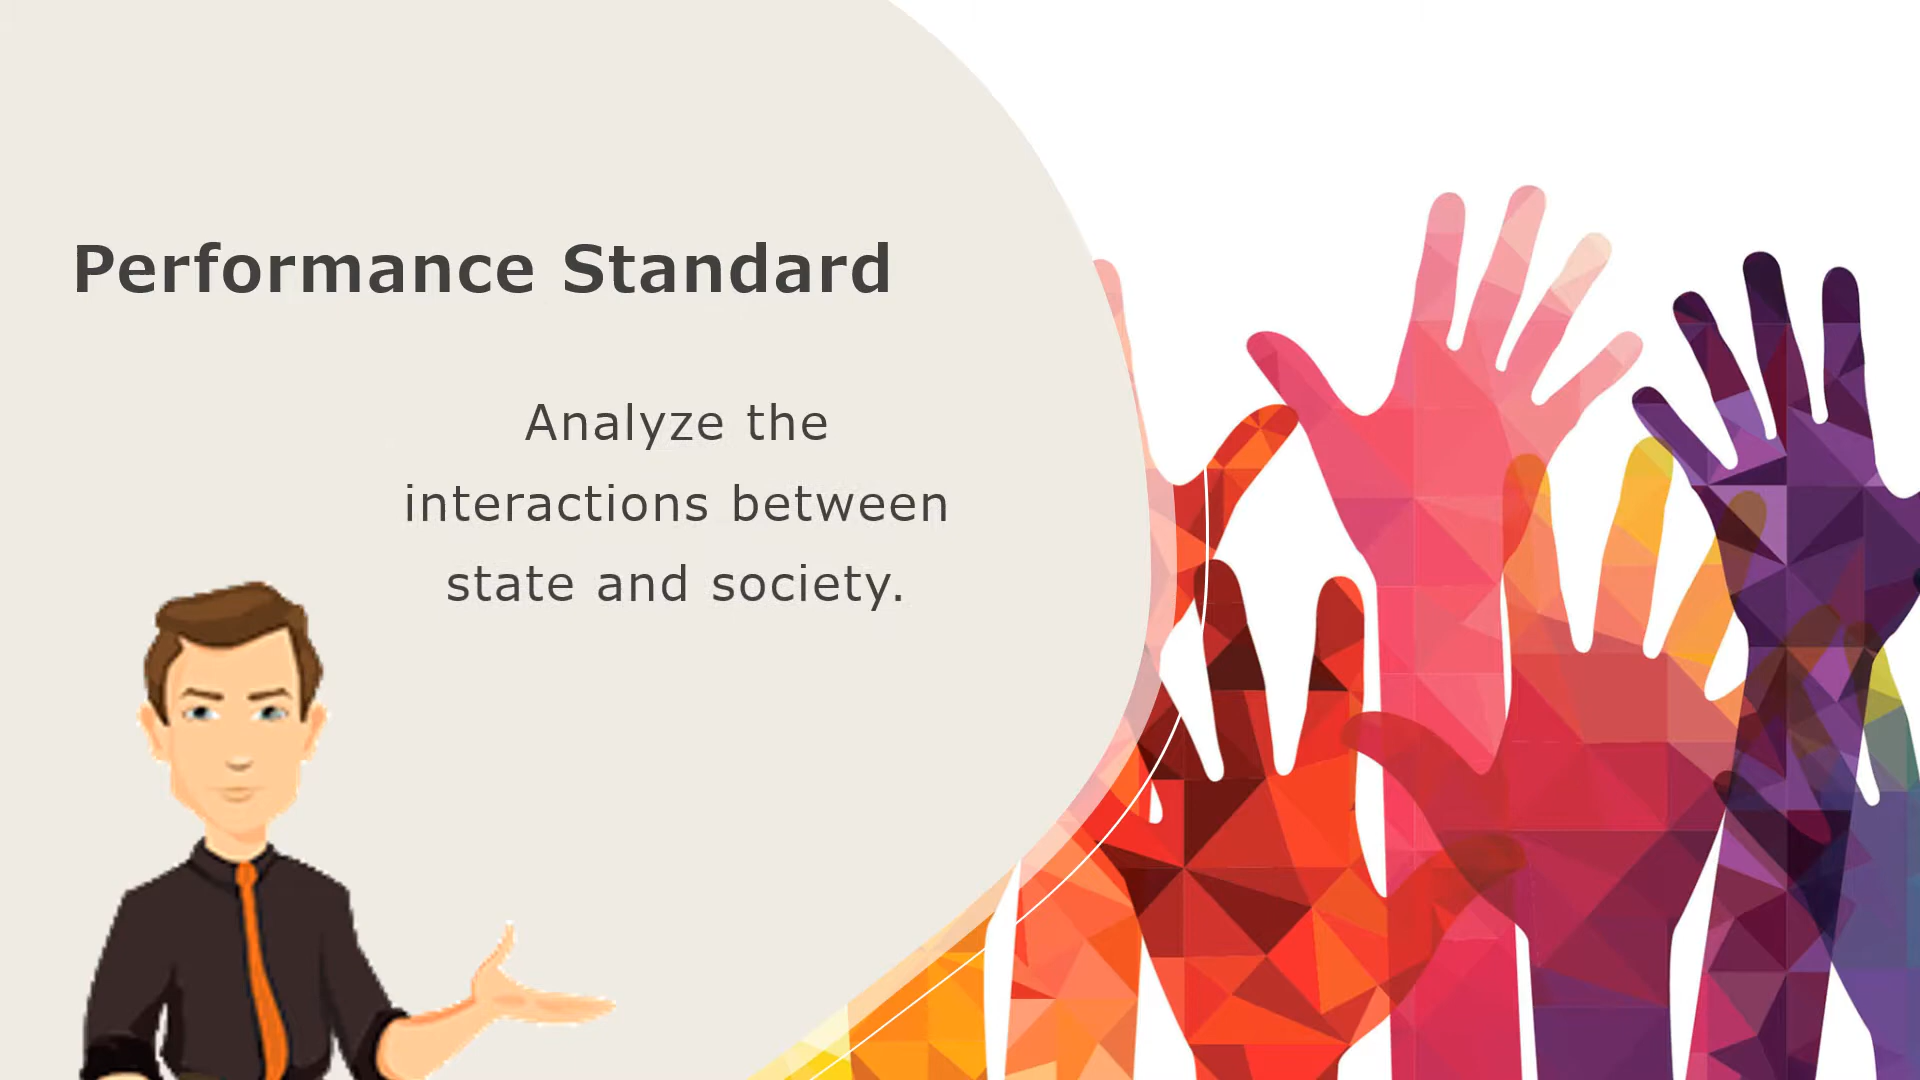 Performance Standard
Analyze the
interactions between
state and society.